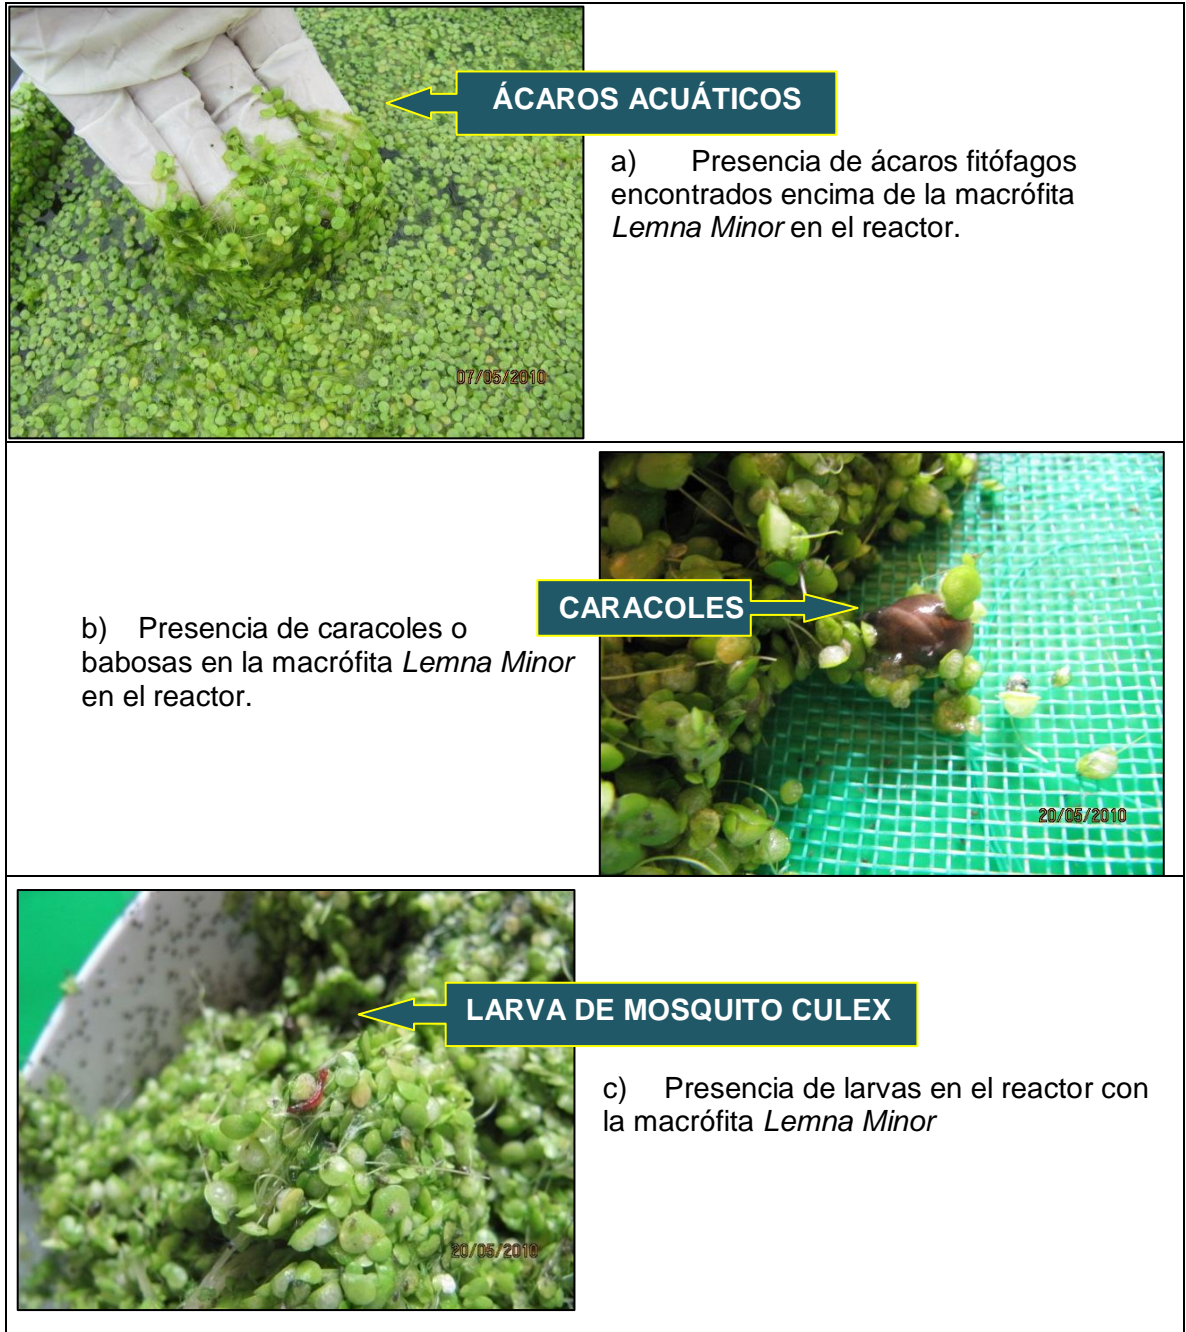 ÁCAROS ACUÁTICOS
a) Presencia de ácaros fitófagos
encontrados encima de la macrófita
Lemna Minor en el reactor.
07/05/2010
CARACOLES
b) Presencia de caracoles o
babosas en la macrófita Lemna Minor
en el reactor.
20/05/2010
LARVA DE MOSQUITO CULEX
c) Presencia de larvas en el reactor con
la macrófita Lemna Minor
20/05/2010